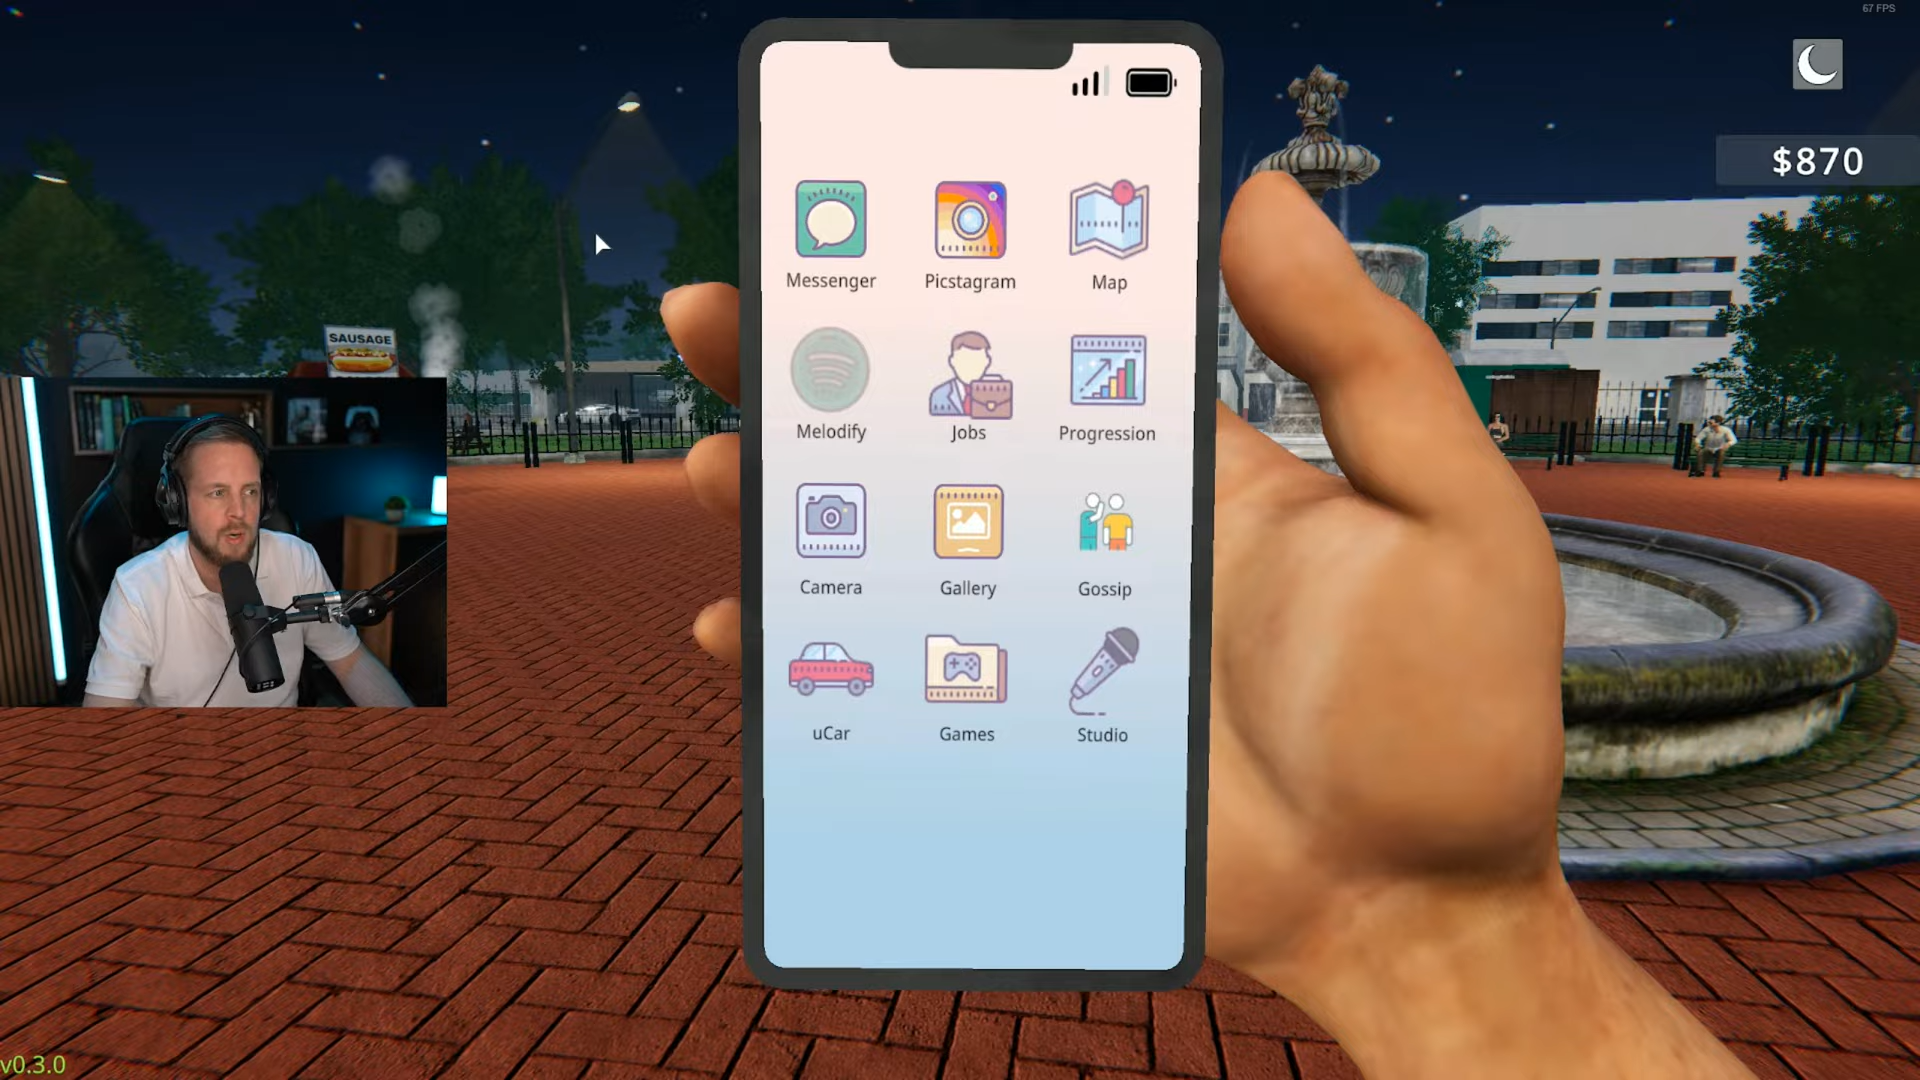 67 FPS
$870
Messenger
Picstagram
Map
SAUSAGE
Melodify
Jobs
Progression
Camera
Gallery
Gossip
uCar
Games
Studio
v0.3.0